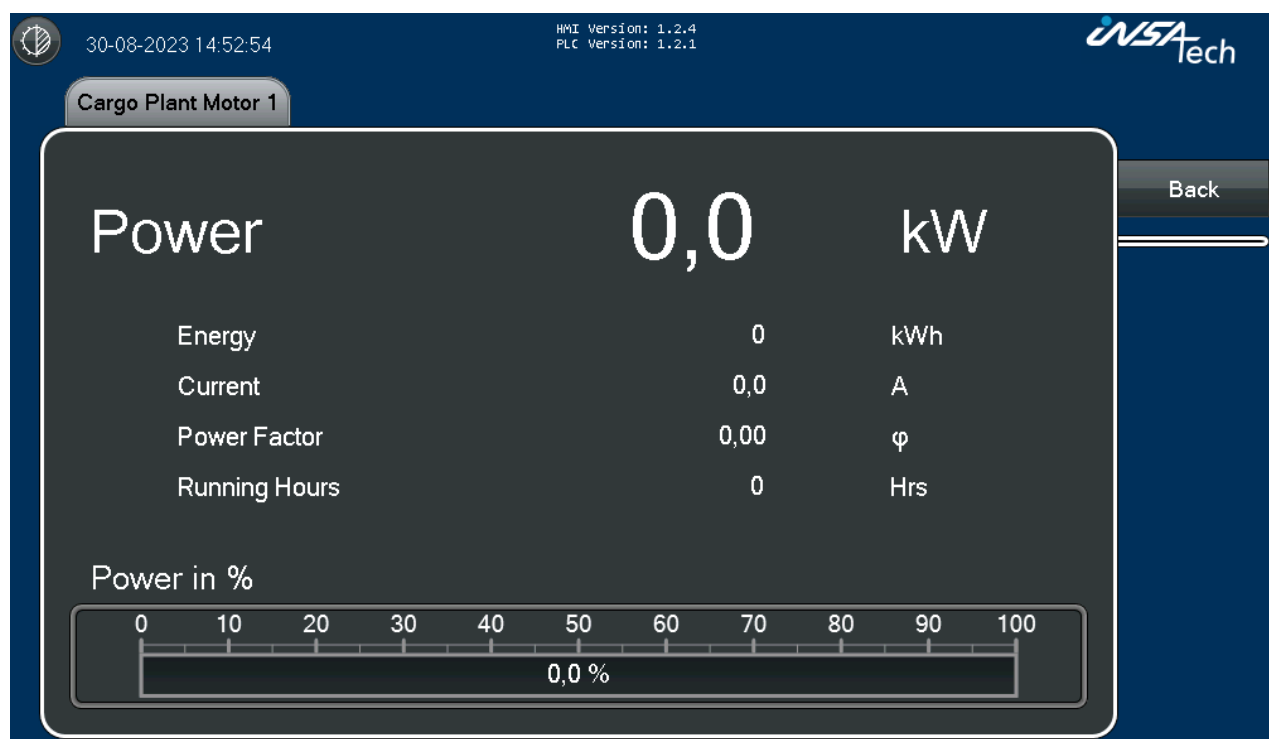 30-08-2023 14:52:54
HMI Version: 1.2.4
PLC Version: 1.2.1
iNSA Tech
Cargo Plant Motor 1
Back
Power 0,0 kW
Energy 0 kWh
Current 0,0 A
Power Factor 0,00 φ
Running Hours 0 Hrs
Power in %
0 10 20 30 40 50 60 70 80 90 100
0,0 %